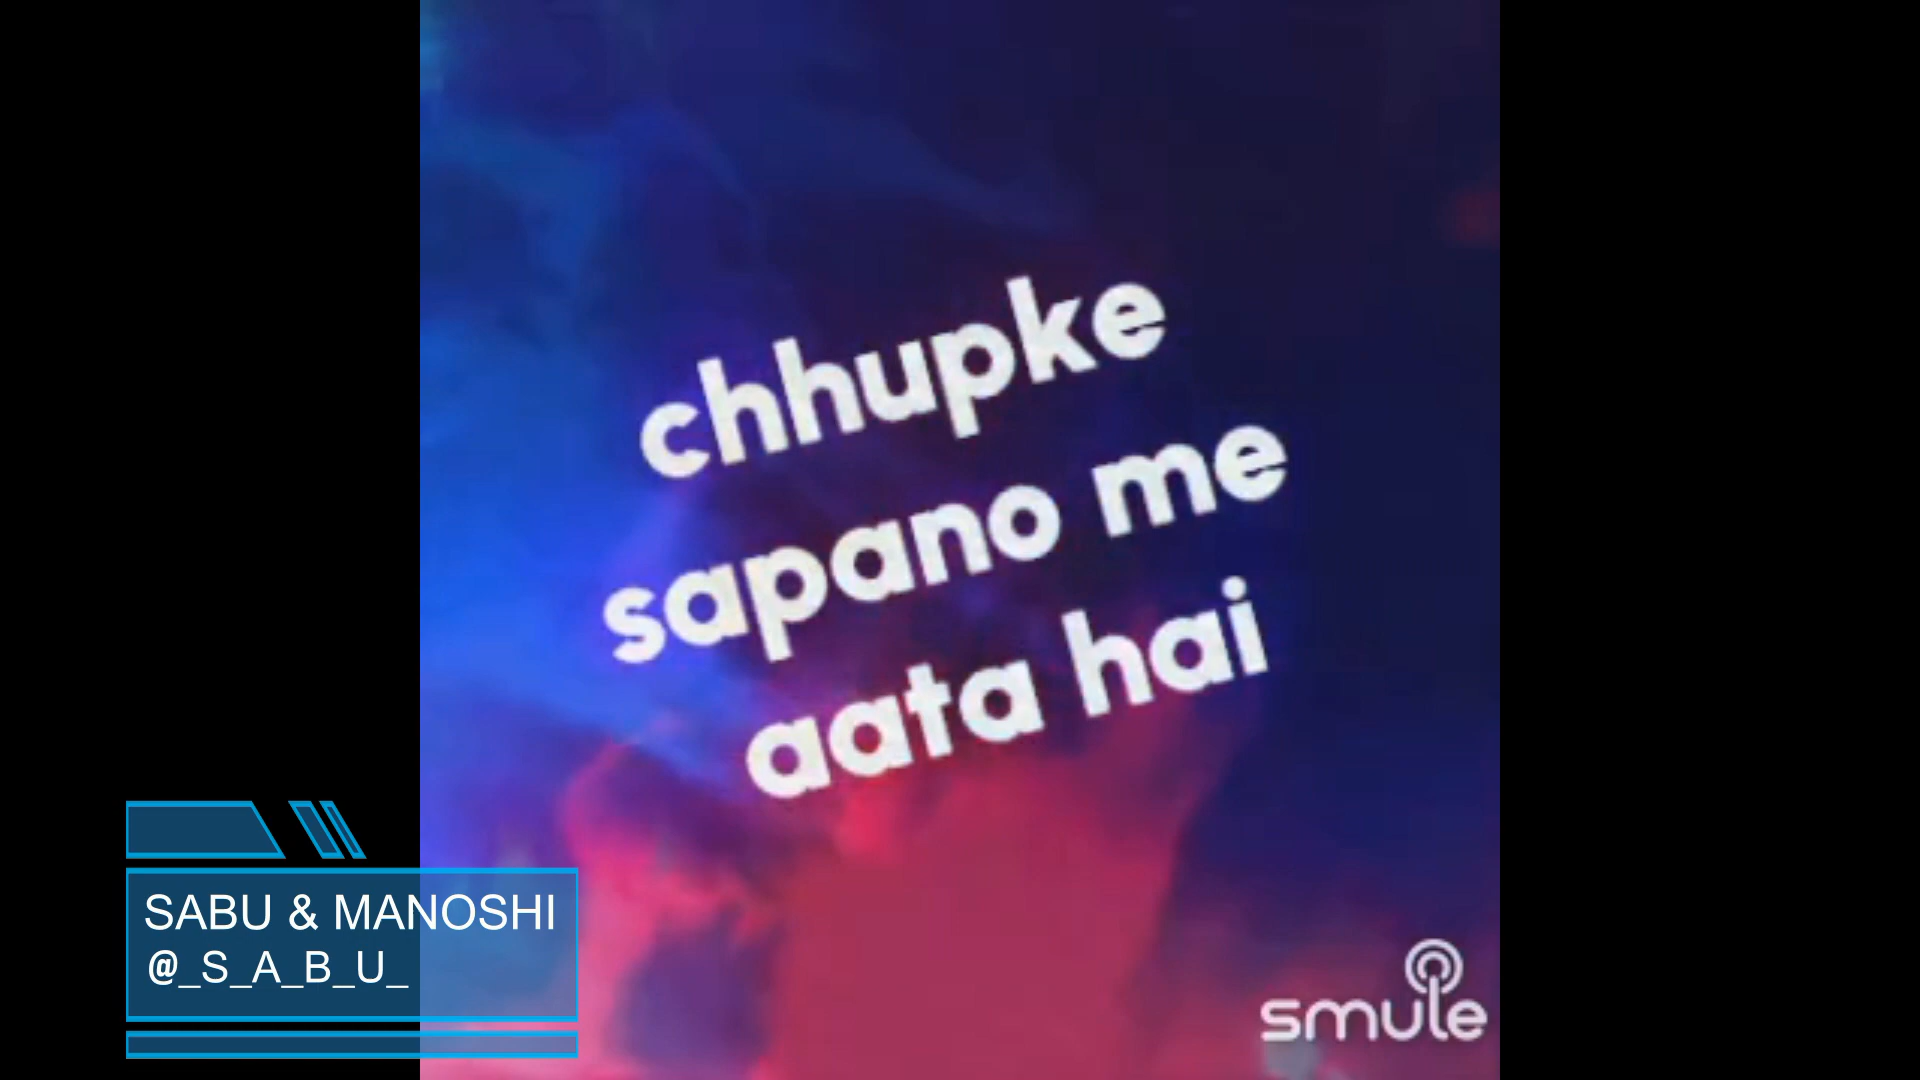 chhupke
sapano me
aata hai
SABU & MANOSHI
@_S_A_B_U_
smule